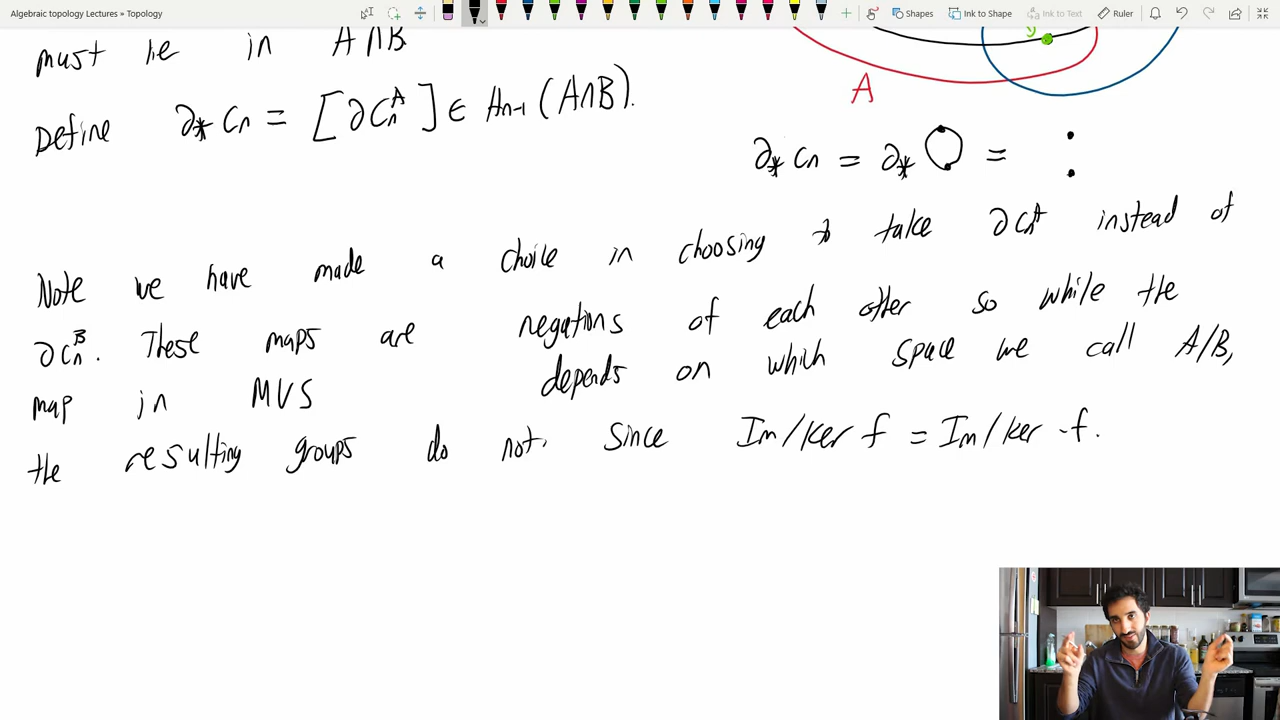 Algebraic topology Lectures » Topology
Shapes
Ink to Shape
Ink to Text
Ruler
must lie in A∩B
A
Define ∂* Cn = [∂Cn^A] ∈ Hn-1 (A∩B).
∂* Cn = ∂* = :
Note we have made a choice in choosing to take ∂Cn^A instead of
∂Cn^B. These maps are negations of each other so while the
map in MVS depends on which space we call A/B,
the resulting groups do not. Since Im/ker f = Im/ker -f.